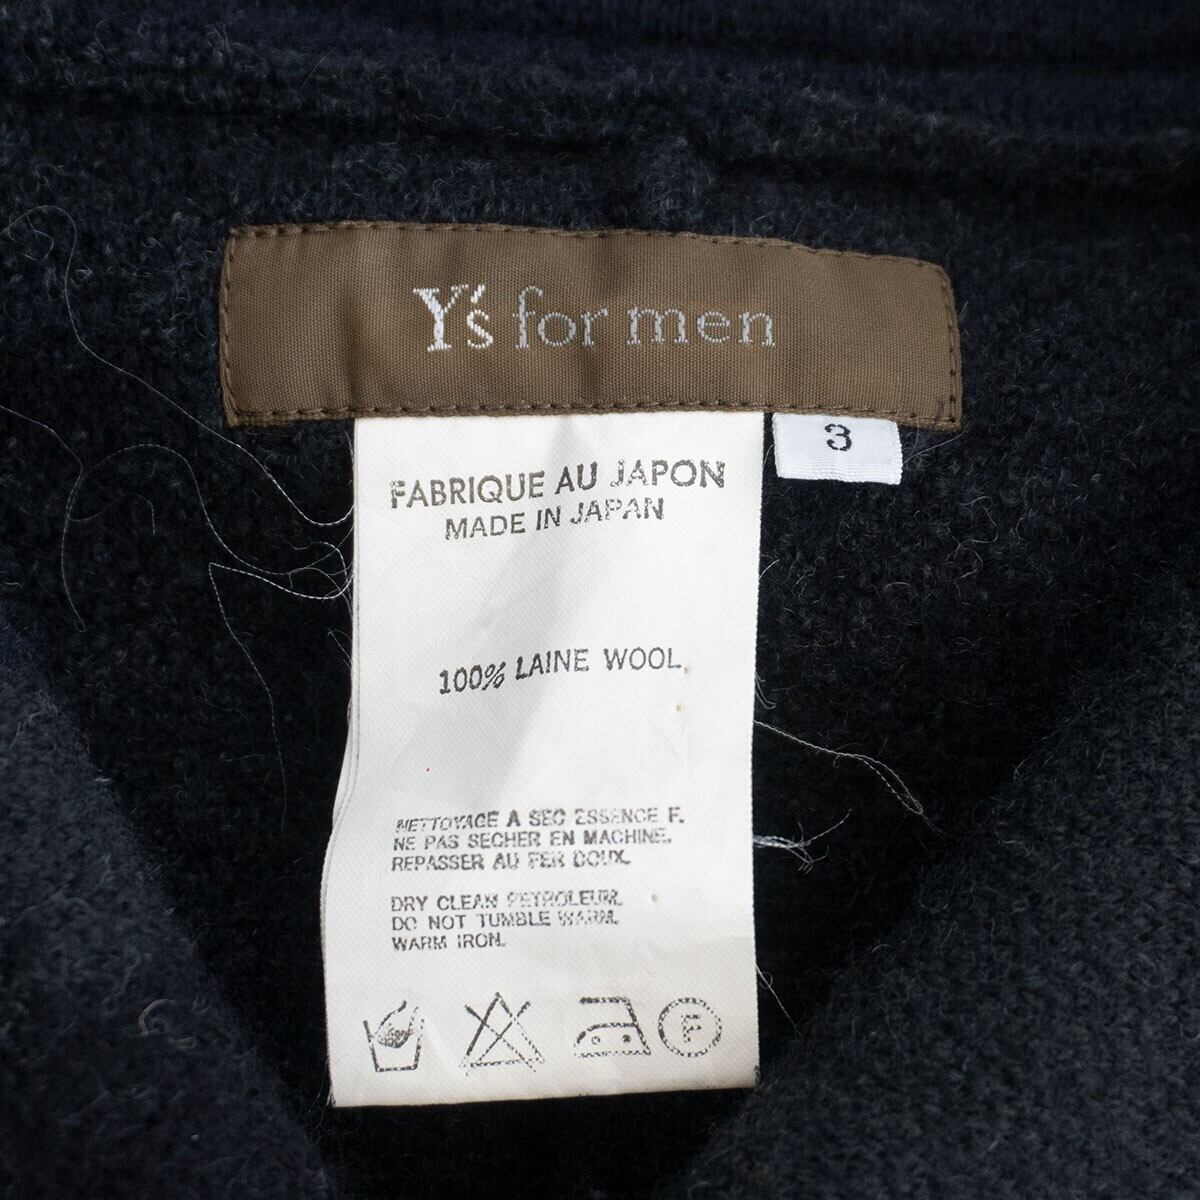 Y's for men
3
FABRIQUE AU JAPON
MADE IN JAPAN
100% LAINE WOOL
NETTOYAGE A SEC ESSENCE F.
NE PAS SECHER EN MACHINE.
REPASSER AU FER DOUX.
DRY CLEAN PETROLEUM.
DO NOT TUMBLE WARM.
WARM IRON.
F